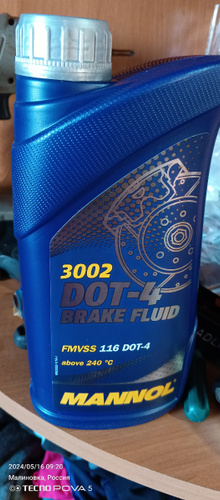 3002
DOT-4
BRAKE FLUID
FMVSS 116 DOT-4
above 240 °C
MANNOL
2024/05/16 09:20
Малиновка, Россия
TECNO POVA 5